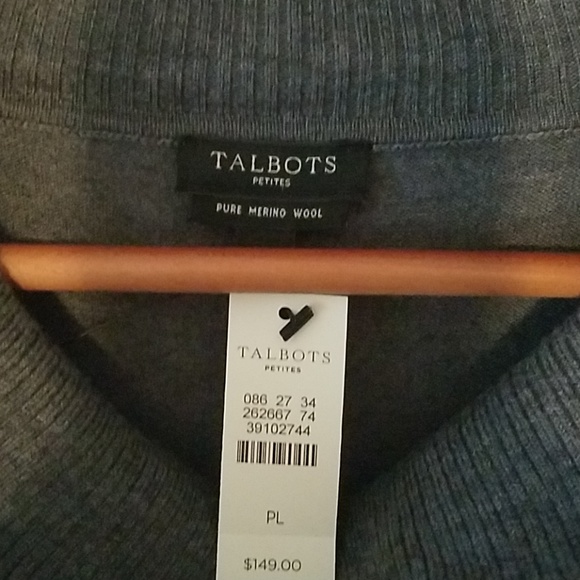 TALBOTS
PETITES
PURE MERINO WOOL
TALBOTS
PETITES
086 27 34
262667 74
39102744
PL
$149.00